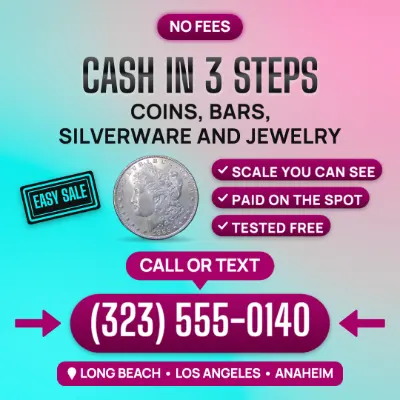 NO FEES
CASH IN 3 STEPS
COINS, BARS,
SILVERWARE AND JEWELRY
EASY SALE
SCALE YOU CAN SEE
PAID ON THE SPOT
TESTED FREE
CALL OR TEXT
(323) 555-0140
LONG BEACH • LOS ANGELES • ANAHEIM